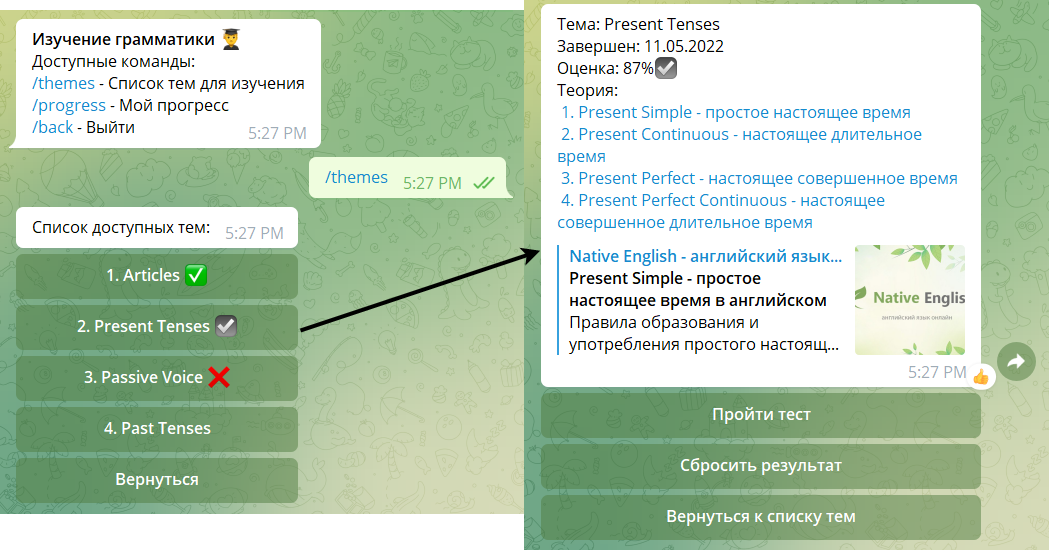 Изучение грамматики 👨‍🎓
Доступные команды:
/themes - Список тем для изучения
/progress - Мой прогресс
/back - Выйти
5:27 PM
/themes
5:27 PM
Список доступных тем:
5:27 PM
1. Articles ✅
2. Present Tenses ☑
3. Passive Voice ❌
4. Past Tenses
Вернуться
Тема: Present Tenses
Завершен: 11.05.2022
Оценка: 87%☑
Теория:
1. Present Simple - простое настоящее время
2. Present Continuous - настоящее длительное
время
3. Present Perfect - настоящее совершенное время
4. Present Perfect Continuous - настоящее
совершенное длительное время
Native English - английский язык...
Present Simple - простое
настоящее время в английском
Правила образования и
употребления простого настоящ...
Native Englis
английский язык онлайн
5:27 PM
Пройти тест
Сбросить результат
Вернуться к списку тем